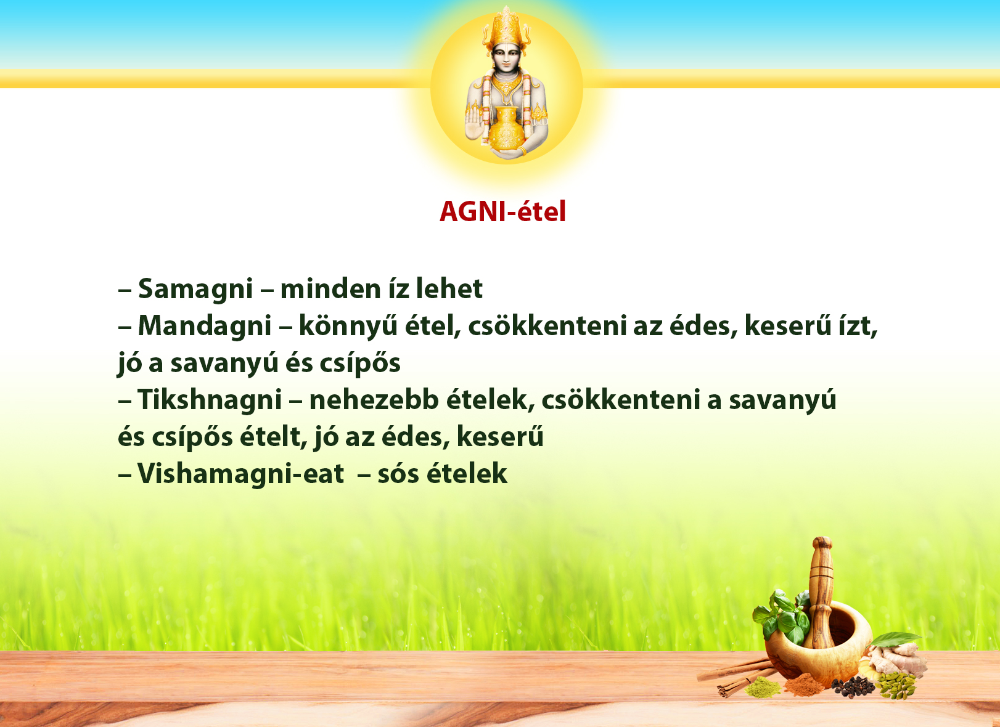 AGNI-étel
– Samagni – minden íz lehet
– Mandagni – könnyű étel, csökkenteni az édes, keserű ízt,
jó a savanyú és csípős
– Tikshnagni – nehezebb ételek, csökkenteni a savanyú
és csípős ételt, jó az édes, keserű
– Vishamagni-eat  – sós ételek